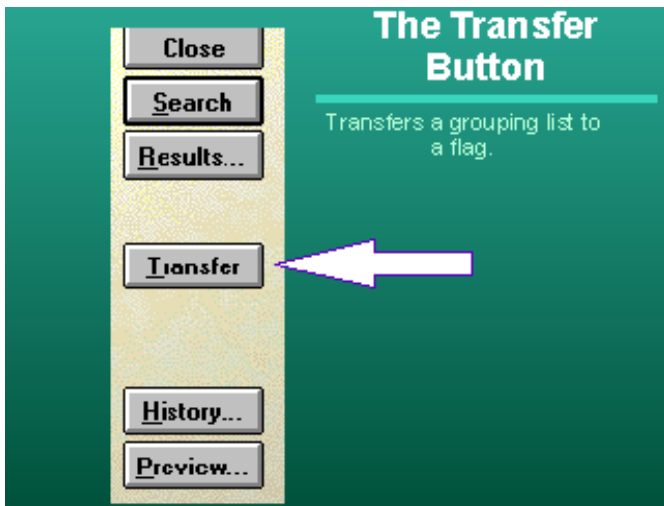 Close
Search
Results...
Transfer
History...
Preview...
The Transfer
Button
Transfers a grouping list to
a flag.